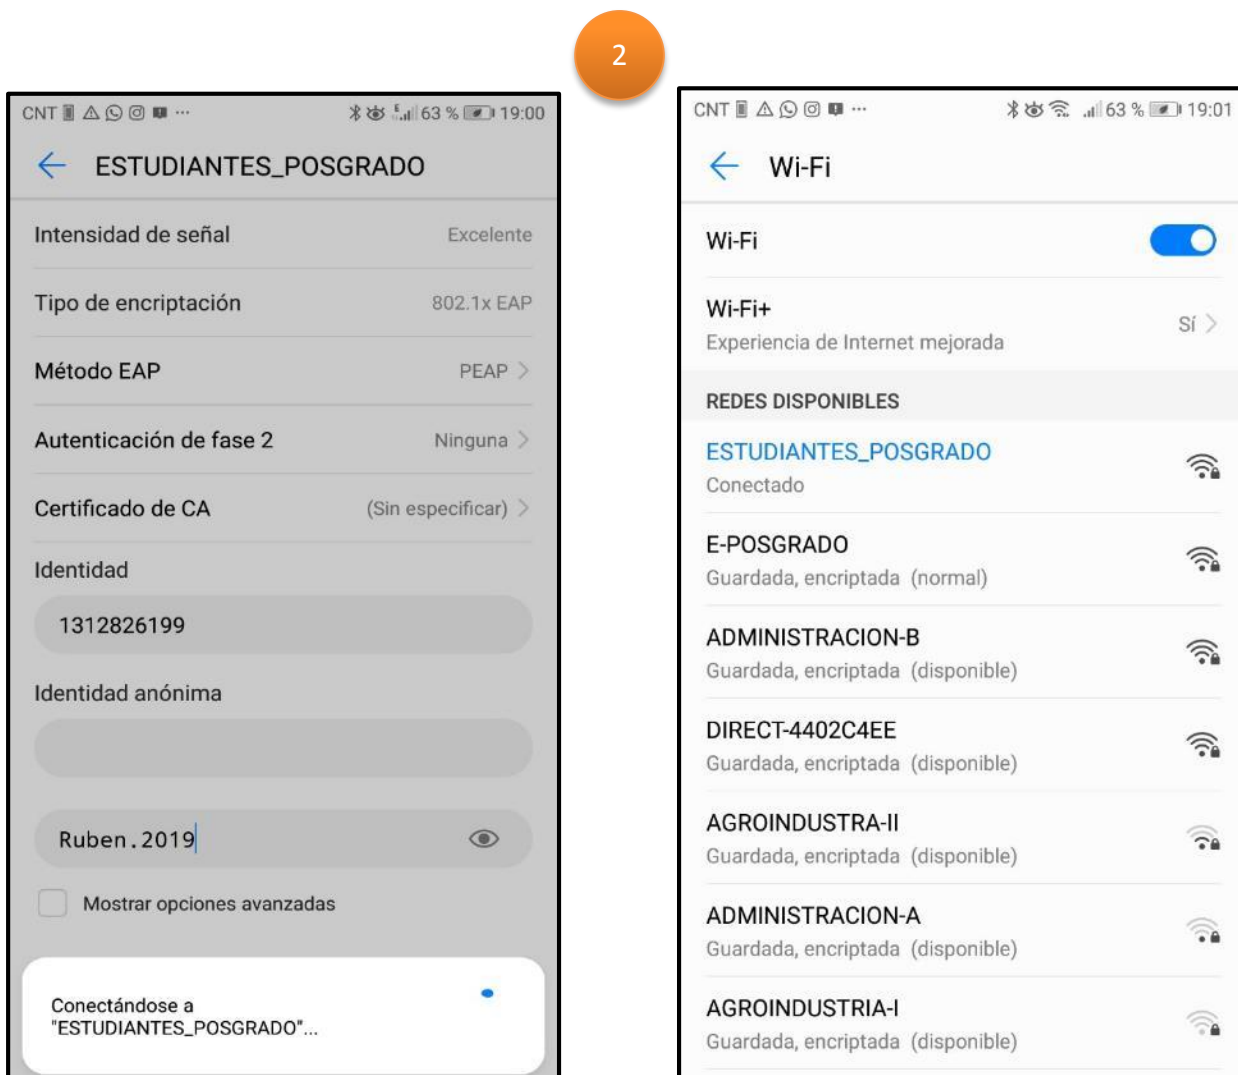 2
CNT 63 % 19:00
ESTUDIANTES_POSGRADO
Intensidad de señal Excelente
Tipo de encriptación 802.1x EAP
Método EAP PEAP
Autenticación de fase 2 Ninguna
Certificado de CA (Sin especificar)
Identidad
1312826199
Identidad anónima
Ruben.2019
Mostrar opciones avanzadas
Conectándose a
"ESTUDIANTES_POSGRADO"...
CNT 63 % 19:01
Wi-Fi
Wi-Fi
Wi-Fi+
Experiencia de Internet mejorada Sí
REDES DISPONIBLES
ESTUDIANTES_POSGRADO
Conectado
E-POSGRADO
Guardada, encriptada (normal)
ADMINISTRACION-B
Guardada, encriptada (disponible)
DIRECT-4402C4EE
Guardada, encriptada (disponible)
AGROINDUSTRA-II
Guardada, encriptada (disponible)
ADMINISTRACION-A
Guardada, encriptada (disponible)
AGROINDUSTRIA-I
Guardada, encriptada (disponible)